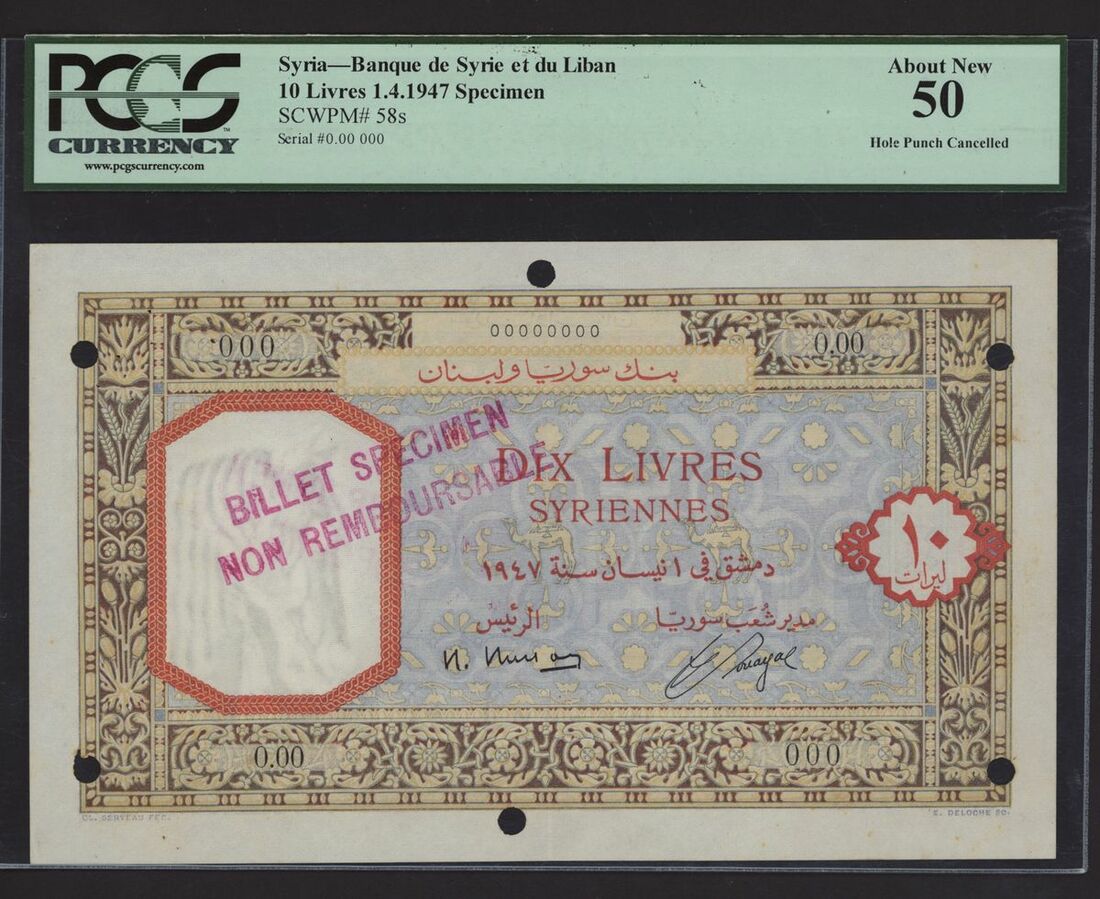 PCGS
CURRENCY
www.pcgscurrency.com
Syria—Banque de Syrie et du Liban
10 Livres 1.4.1947 Specimen
SCWPM# 58s
Serial #0.00 000
About New
50
Hole Punch Cancelled
00000000
000
0.00
بنك سوريا ولبنان
BILLET SPECIMEN
NON REMBOURSABLE
DIX LIVRES
SYRIENNES
دمشق في ١ نيسان سنة ١٩٤٧
١٠
ليرات
الرئيس
مدير شُعَب سوريّا
0.00
000
CL. SERVEAU FEC.
E. DELOCHE SC.